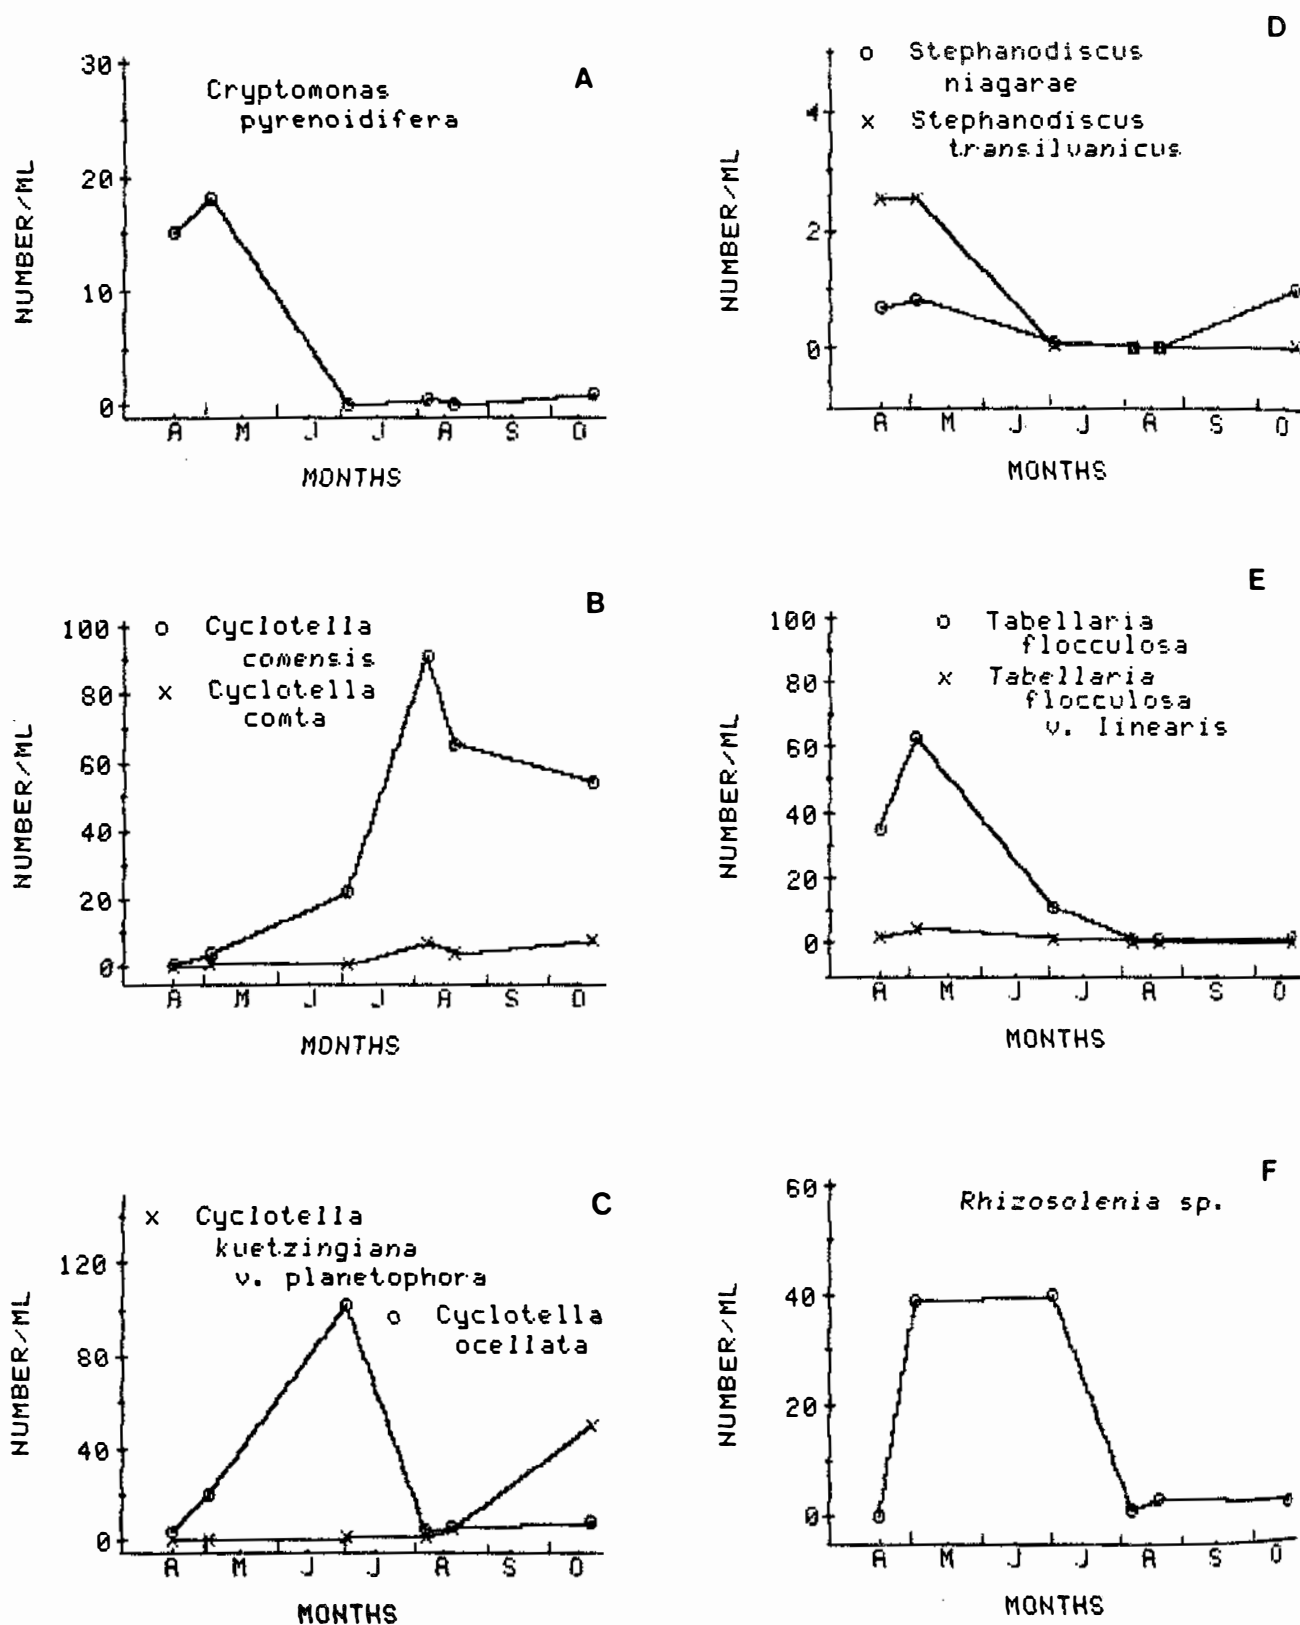 A
30
20
10
0
NUMBER/ML
Cryptomonas
pyrenoidifera
A M J J A S O
MONTHS
B
100
80
60
40
20
0
NUMBER/ML
o Cyclotella
comensis
x Cyclotella
comta
A M J J A S O
MONTHS
C
120
80
40
0
NUMBER/ML
x Cyclotella
kuetzingiana
v. planetophora
o Cyclotella
ocellata
A M J J A S O
MONTHS
D
4
2
0
NUMBER/ML
o Stephanodiscus
niagarae
x Stephanodiscus
transilvanicus
A M J J A S O
MONTHS
E
100
80
60
40
20
0
NUMBER/ML
o Tabellaria
flocculosa
x Tabellaria
flocculosa
v. linearis
A M J J A S O
MONTHS
F
60
40
20
0
NUMBER/ML
Rhizosolenia sp.
A M J J A S O
MONTHS